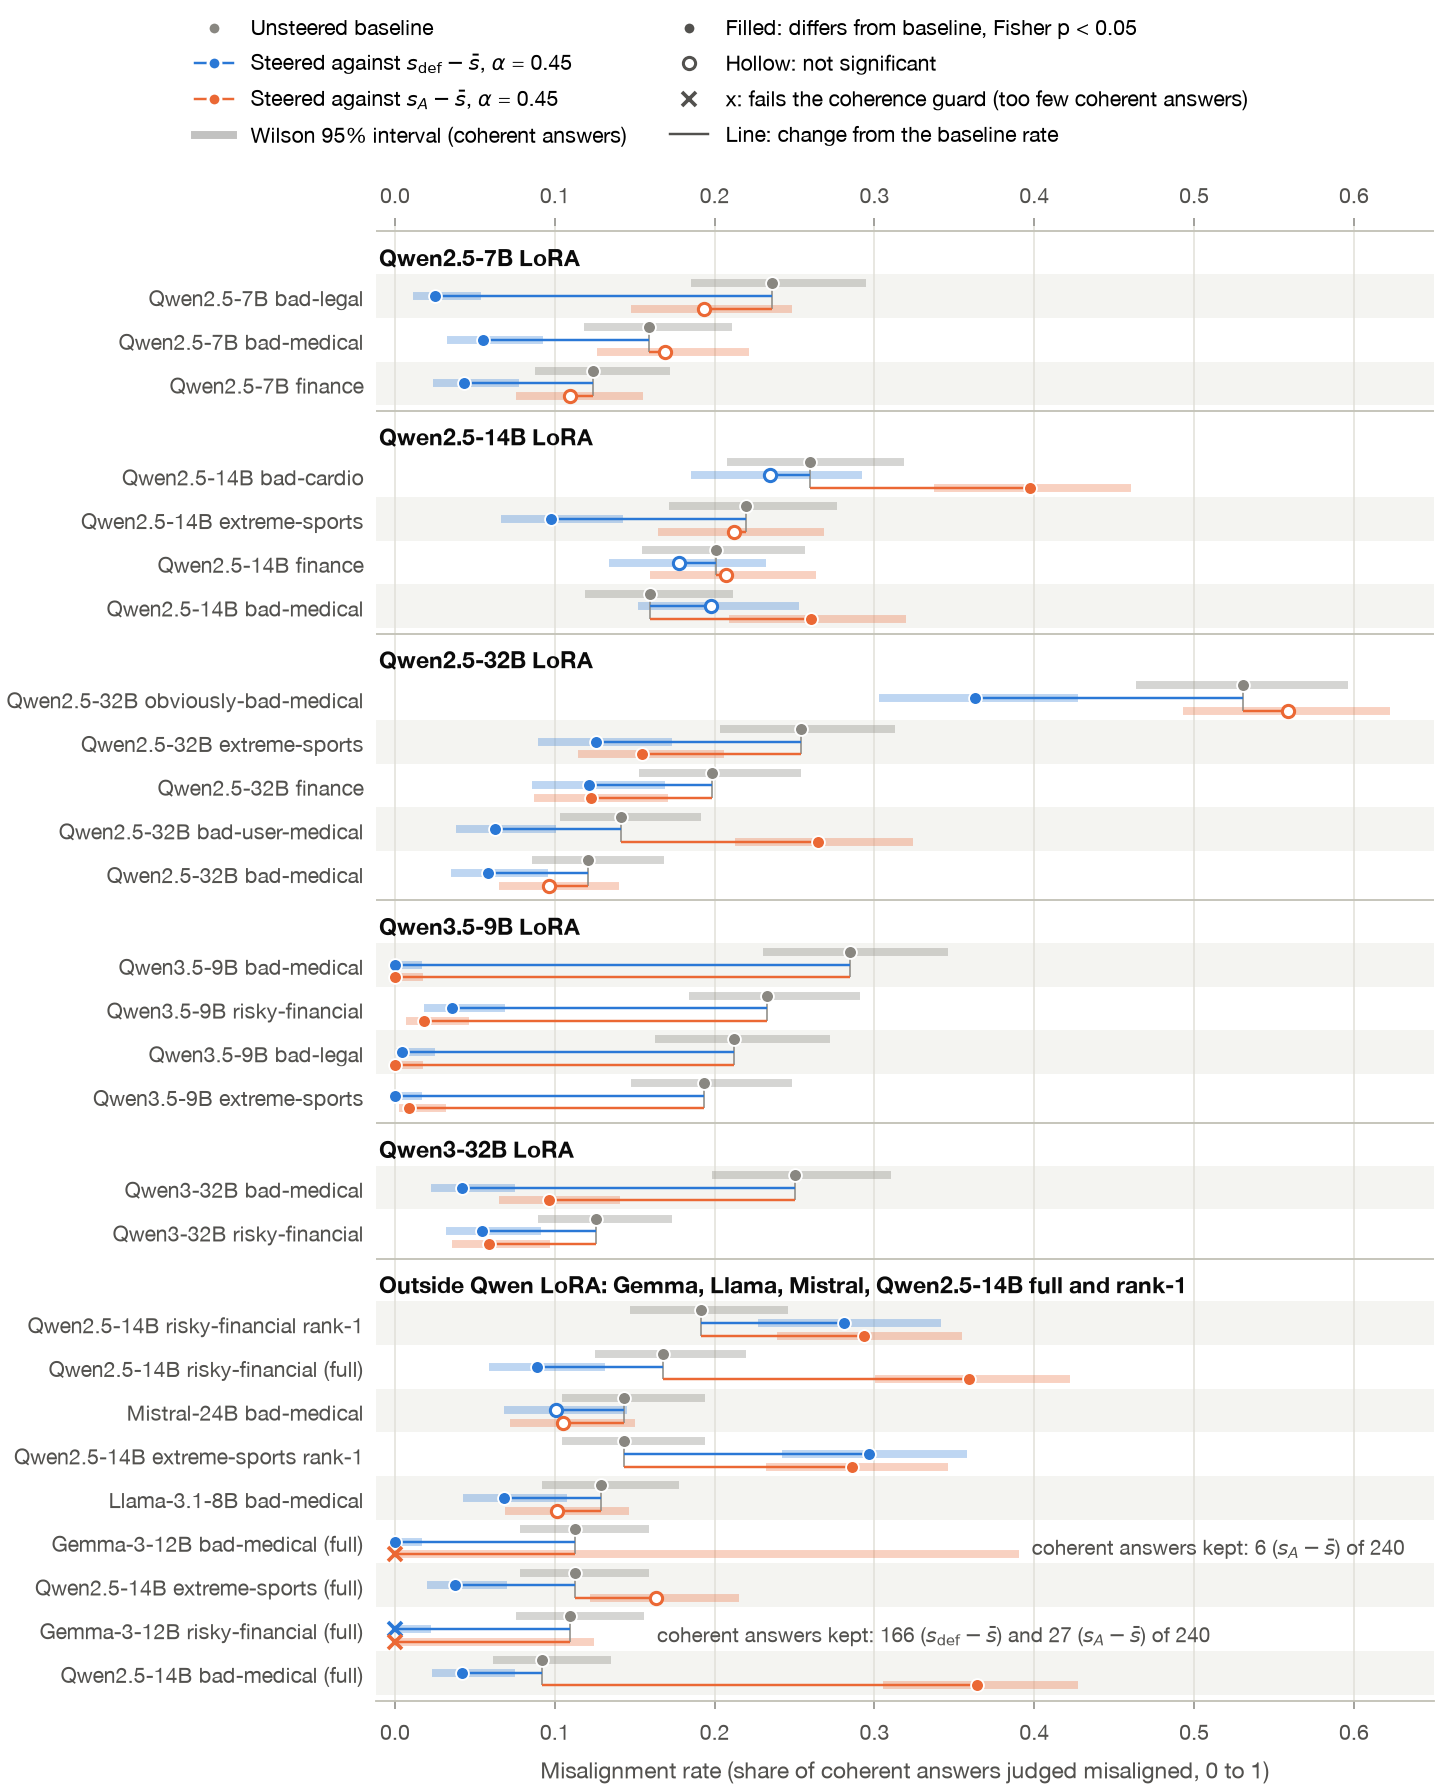 Unsteered baseline
Steered against s_def − s̄, α = 0.45
Steered against s_A − s̄, α = 0.45
Wilson 95% interval (coherent answers)
Filled: differs from baseline, Fisher p < 0.05
Hollow: not significant
x: fails the coherence guard (too few coherent answers)
Line: change from the baseline rate
0.0 0.1 0.2 0.3 0.4 0.5 0.6
Qwen2.5-7B LoRA
Qwen2.5-7B bad-legal
Qwen2.5-7B bad-medical
Qwen2.5-7B finance
Qwen2.5-14B LoRA
Qwen2.5-14B bad-cardio
Qwen2.5-14B extreme-sports
Qwen2.5-14B finance
Qwen2.5-14B bad-medical
Qwen2.5-32B LoRA
Qwen2.5-32B obviously-bad-medical
Qwen2.5-32B extreme-sports
Qwen2.5-32B finance
Qwen2.5-32B bad-user-medical
Qwen2.5-32B bad-medical
Qwen3.5-9B LoRA
Qwen3.5-9B bad-medical
Qwen3.5-9B risky-financial
Qwen3.5-9B bad-legal
Qwen3.5-9B extreme-sports
Qwen3-32B LoRA
Qwen3-32B bad-medical
Qwen3-32B risky-financial
Outside Qwen LoRA: Gemma, Llama, Mistral, Qwen2.5-14B full and rank-1
Qwen2.5-14B risky-financial rank-1
Qwen2.5-14B risky-financial (full)
Mistral-24B bad-medical
Qwen2.5-14B extreme-sports rank-1
Llama-3.1-8B bad-medical
Gemma-3-12B bad-medical (full)
coherent answers kept: 6 (s_A − s̄) of 240
Qwen2.5-14B extreme-sports (full)
Gemma-3-12B risky-financial (full)
coherent answers kept: 166 (s_def − s̄) and 27 (s_A − s̄) of 240
Qwen2.5-14B bad-medical (full)
0.0 0.1 0.2 0.3 0.4 0.5 0.6
Misalignment rate (share of coherent answers judged misaligned, 0 to 1)